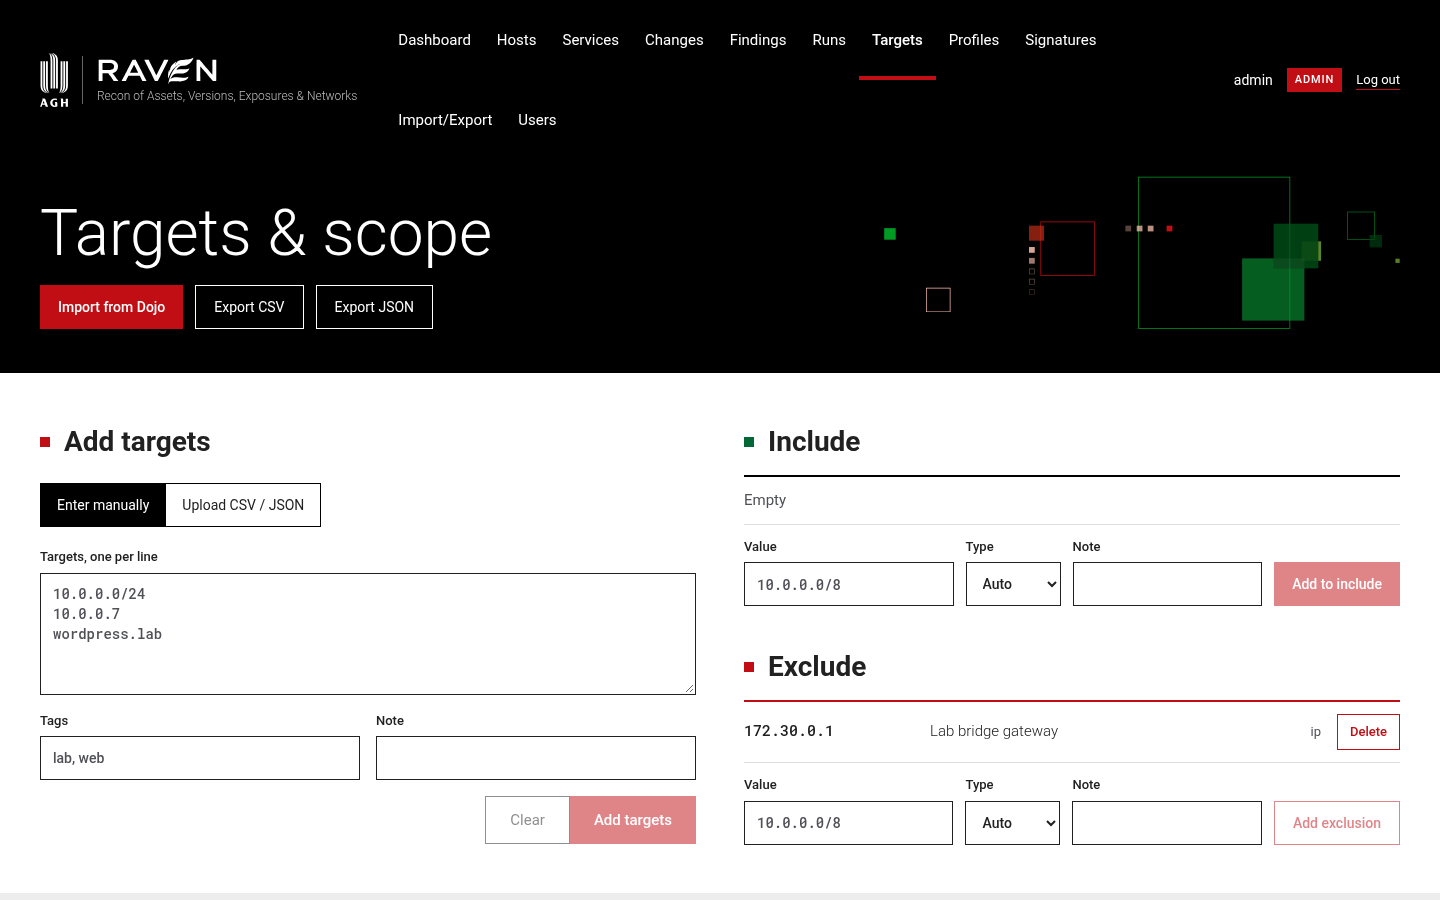 Dashboard Hosts Services Changes Findings Runs Targets Profiles Signatures
AGH
RAVEN
Recon of Assets, Versions, Exposures & Networks
admin ADMIN Log out
Import/Export Users
Targets & scope
Import from Dojo Export CSV Export JSON
Add targets
Enter manually Upload CSV / JSON
Targets, one per line
10.0.0.0/24
10.0.0.7
wordpress.lab
Tags Note
lab, web
Clear Add targets
Include
Empty
Value Type Note
10.0.0.0/8 Auto Add to include
Exclude
172.30.0.1 Lab bridge gateway ip Delete
Value Type Note
10.0.0.0/8 Auto Add exclusion